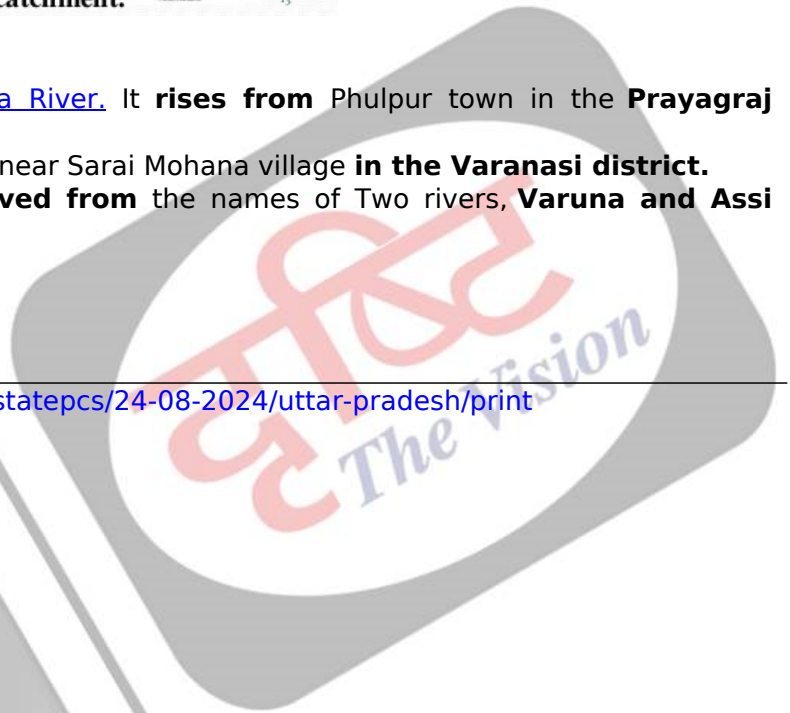 a River. It rises from Phulpur town in the Prayagraj
near Sarai Mohana village in the Varanasi district.
ved from the names of Two rivers, Varuna and Assi
statepcs/24-08-2024/uttar-pradesh/print
दृष्टि
The Vision